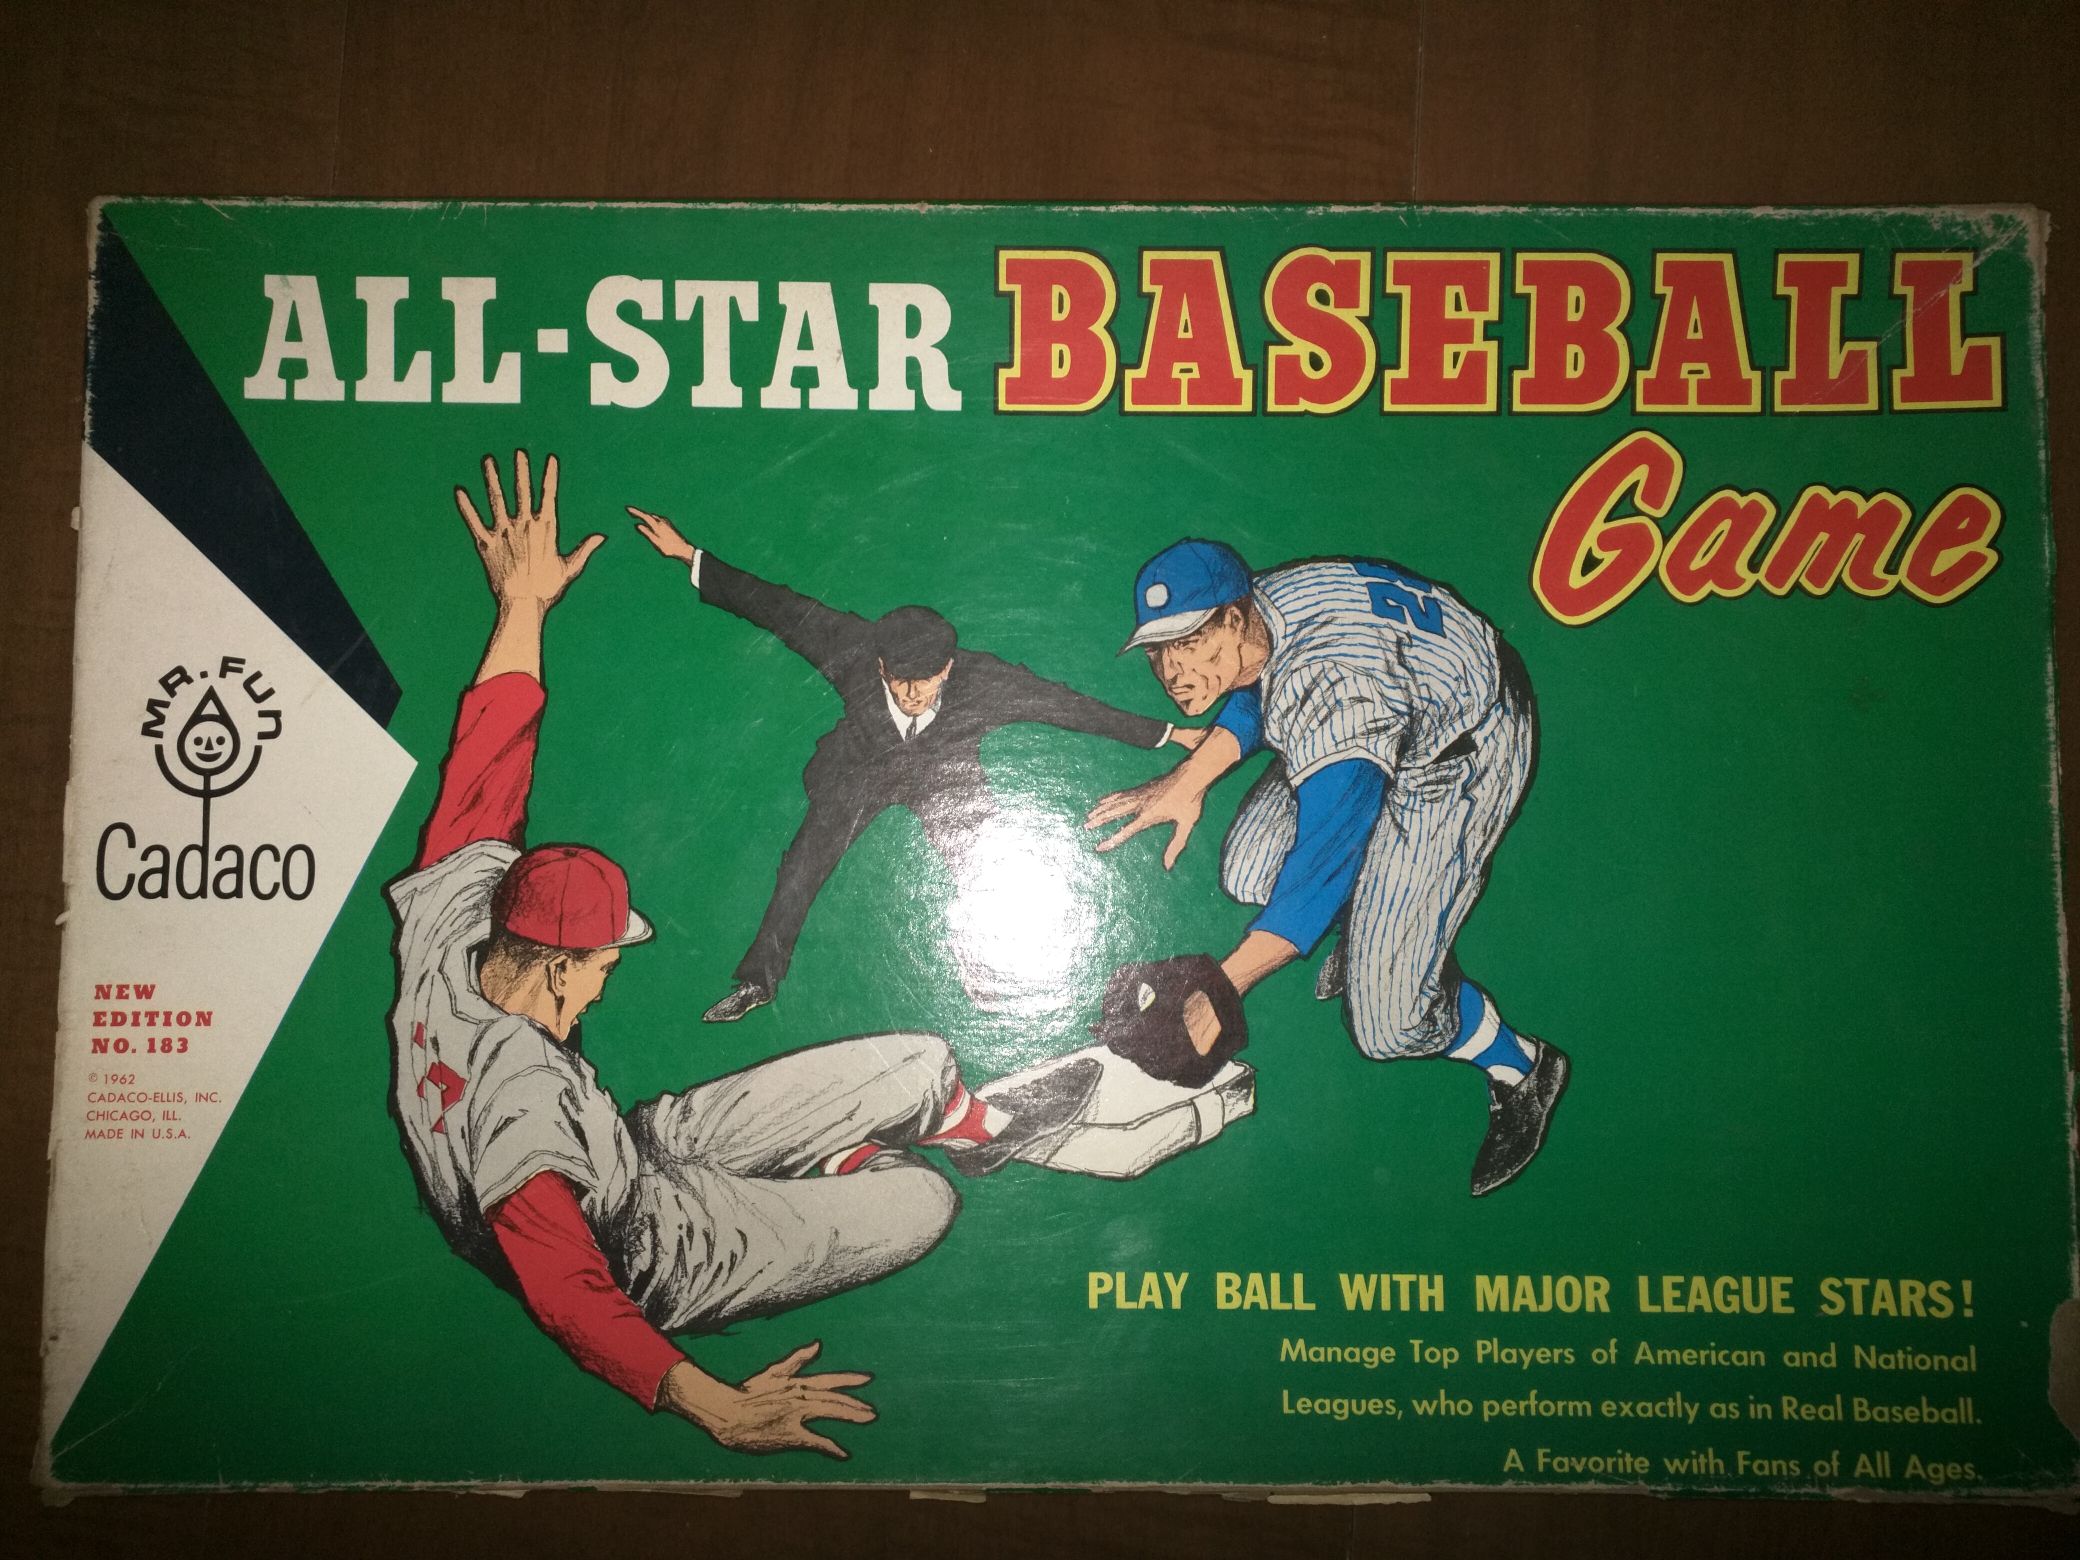 ALL-STAR BASEBALL
Game
MR. FUN
Cadaco
NEW
EDITION
NO. 183
© 1962
CADACO-ELLIS, INC.
CHICAGO, ILL.
MADE IN U.S.A.
PLAY BALL WITH MAJOR LEAGUE STARS!
Manage Top Players of American and National
Leagues, who perform exactly as in Real Baseball.
A Favorite with Fans of All Ages.